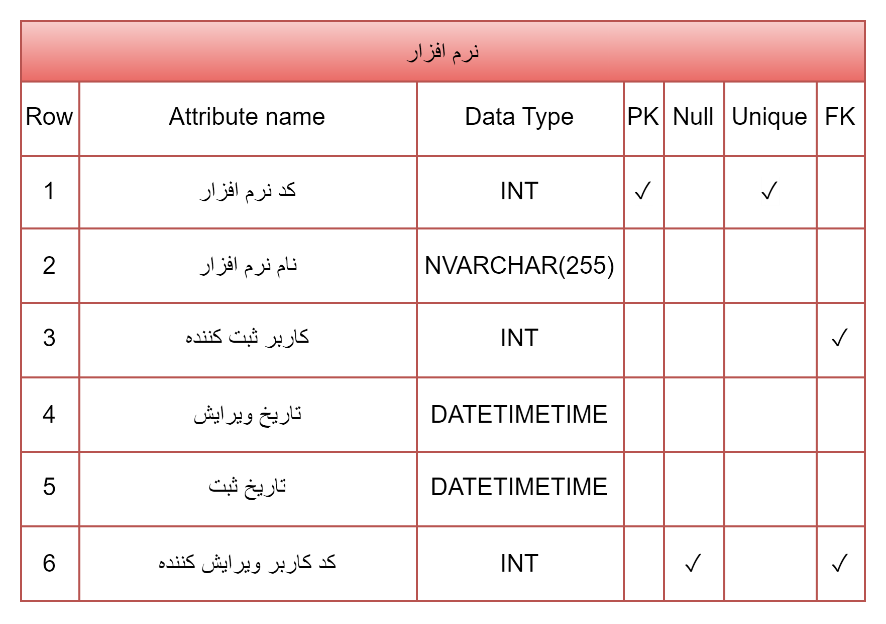 نرم افزار
Row Attribute name Data Type PK Null Unique FK
1 کد نرم افزار INT ✓ ✓
2 نام نرم افزار NVARCHAR(255)
3 کاربر ثبت کننده INT ✓
4 تاریخ ویرایش DATETIMETIME
5 تاریخ ثبت DATETIMETIME
6 کد کاربر ویرایش کننده INT ✓ ✓